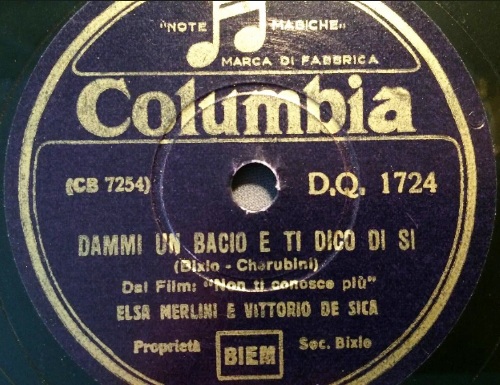 "NOTE MAGICHE"
MARCA DI FABBRICA
Columbia
(CB 7254) D.Q. 1724
DAMMI UN BACIO E TI DICO DI SI
(Bixio - Cherubini)
Dal Film: "Non ti conosco più"
ELSA MERLINI E VITTORIO DE SICA
Proprietà BIEM Soc. Bixio